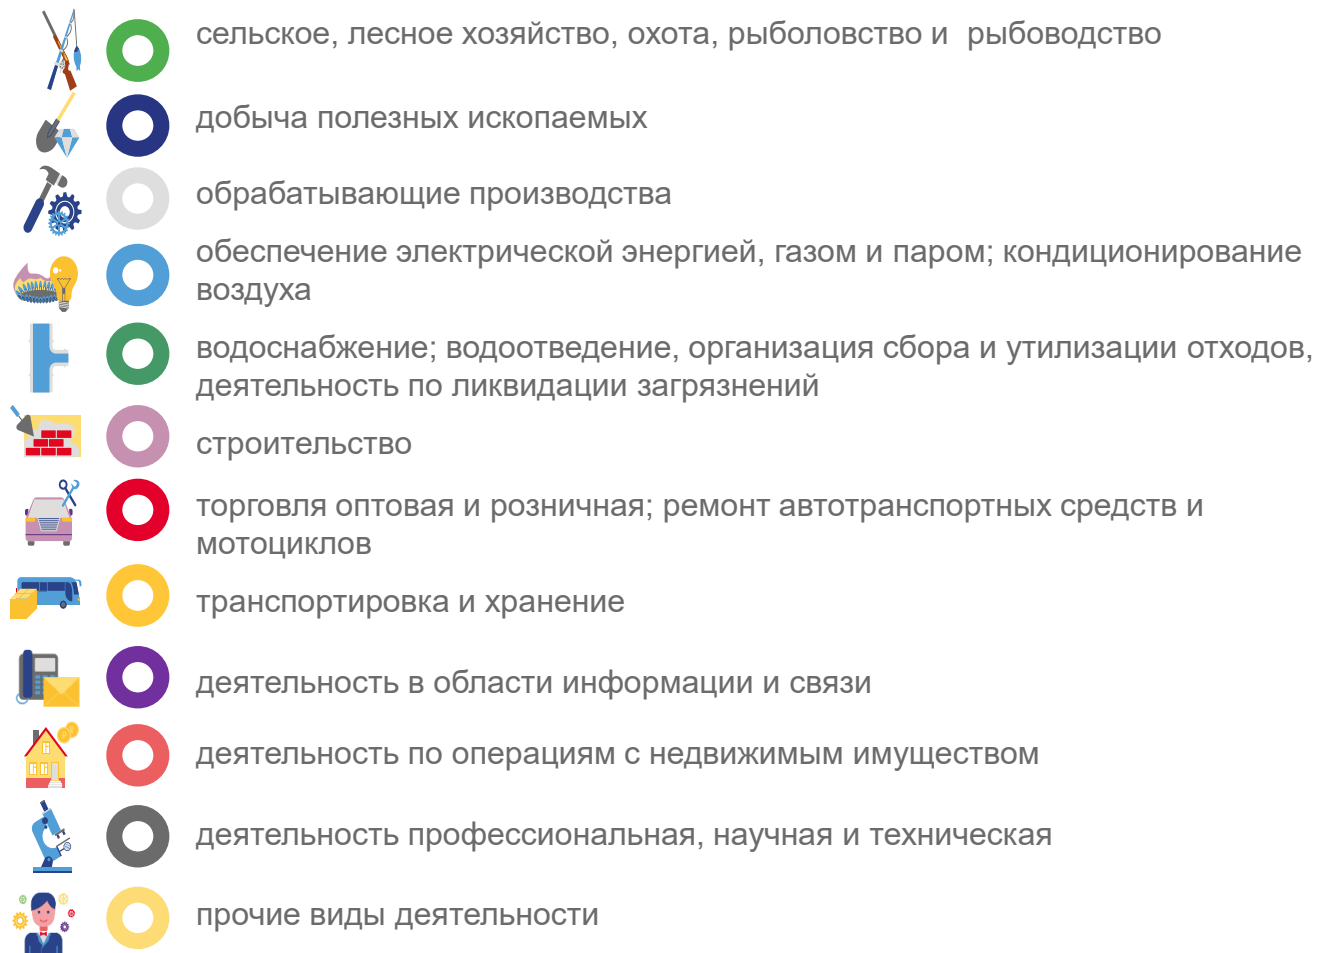 сельское, лесное хозяйство, охота, рыболовство и рыбоводство
добыча полезных ископаемых
обрабатывающие производства
обеспечение электрической энергией, газом и паром; кондиционирование
воздуха
водоснабжение; водоотведение, организация сбора и утилизации отходов,
деятельность по ликвидации загрязнений
строительство
торговля оптовая и розничная; ремонт автотранспортных средств и
мотоциклов
транспортировка и хранение
деятельность в области информации и связи
деятельность по операциям с недвижимым имуществом
деятельность профессиональная, научная и техническая
прочие виды деятельности